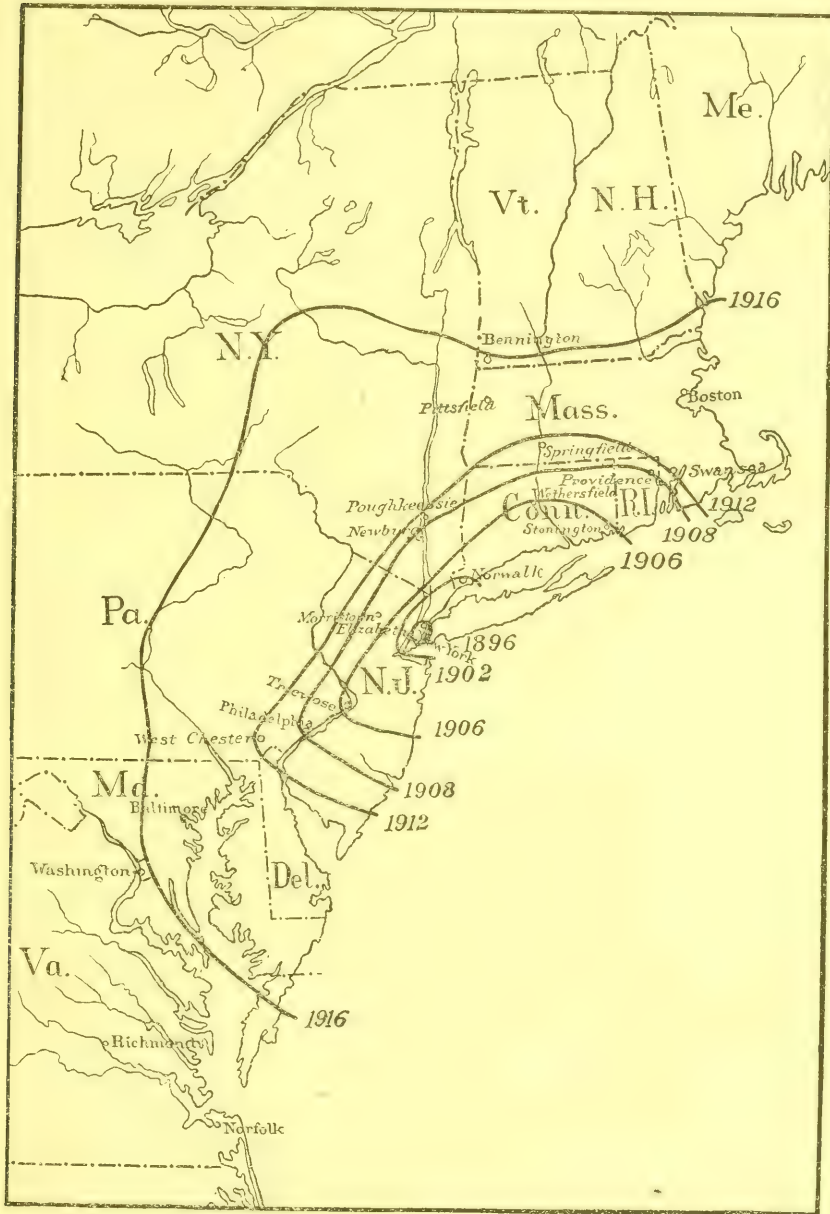 Me.
Vt.
N.H.
1916
N.Y.
Bennington
Boston
Pittsfield
Mass.
Springfield
Swansea
Providence
Wethersfield
Conn.
R.I.
1912
Poughkeepsie
Newburg
Stonington
1908
1906
Norwalk
Pa.
Morristown
Elizabeth
1896
York
1902
N.J.
Trevose
Philadelphia
1906
West Chester
Md.
1908
Baltimore
1912
Washington
Del.
Va.
1916
Richmond
Norfolk